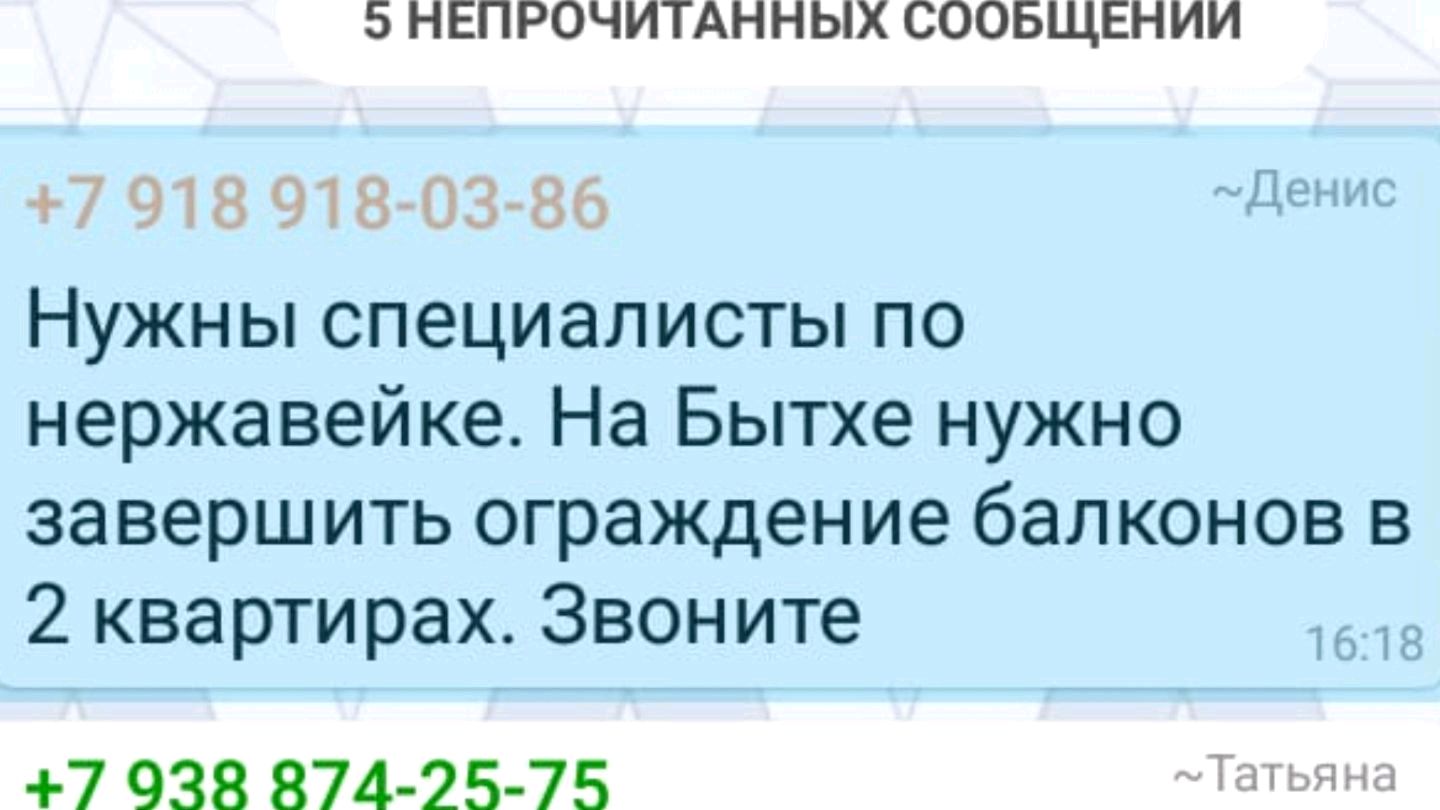 5 НЕПРОЧИТАННЫХ СООБЩЕНИЙ
+7 918 918-03-86
~Денис
Нужны специалисты по
нержавейке. На Бытхе нужно
завершить ограждение балконов в
2 квартирах. Звоните
16:18
+7 938 874-25-75
~Татьяна